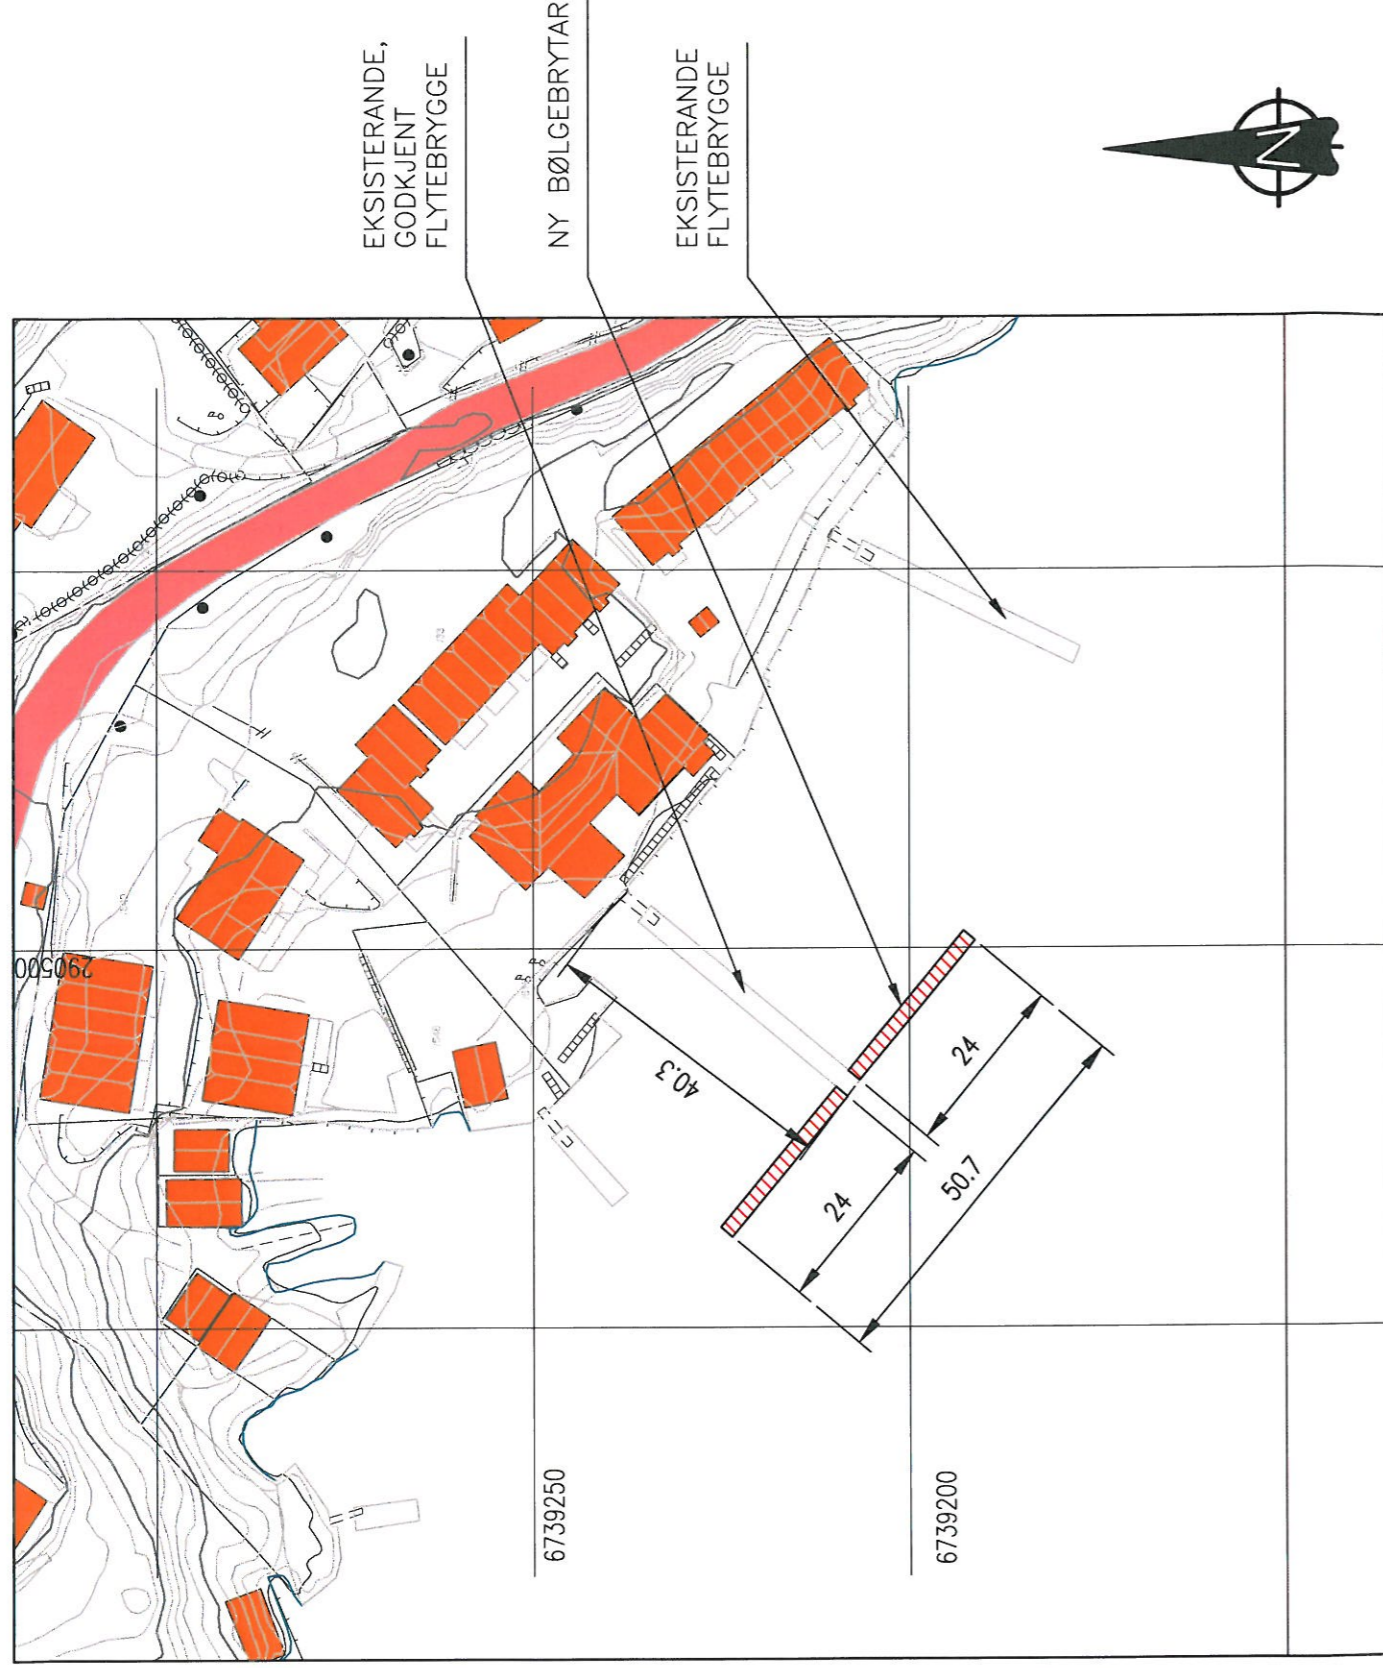 EKSISTERANDE,
GODKJENT
FLYTEBRYGGE
NY BØLGEBRYTAR
EKSISTERANDE
FLYTEBRYGGE
N
290500
40.3
24
24
50.7
6739250
6739200